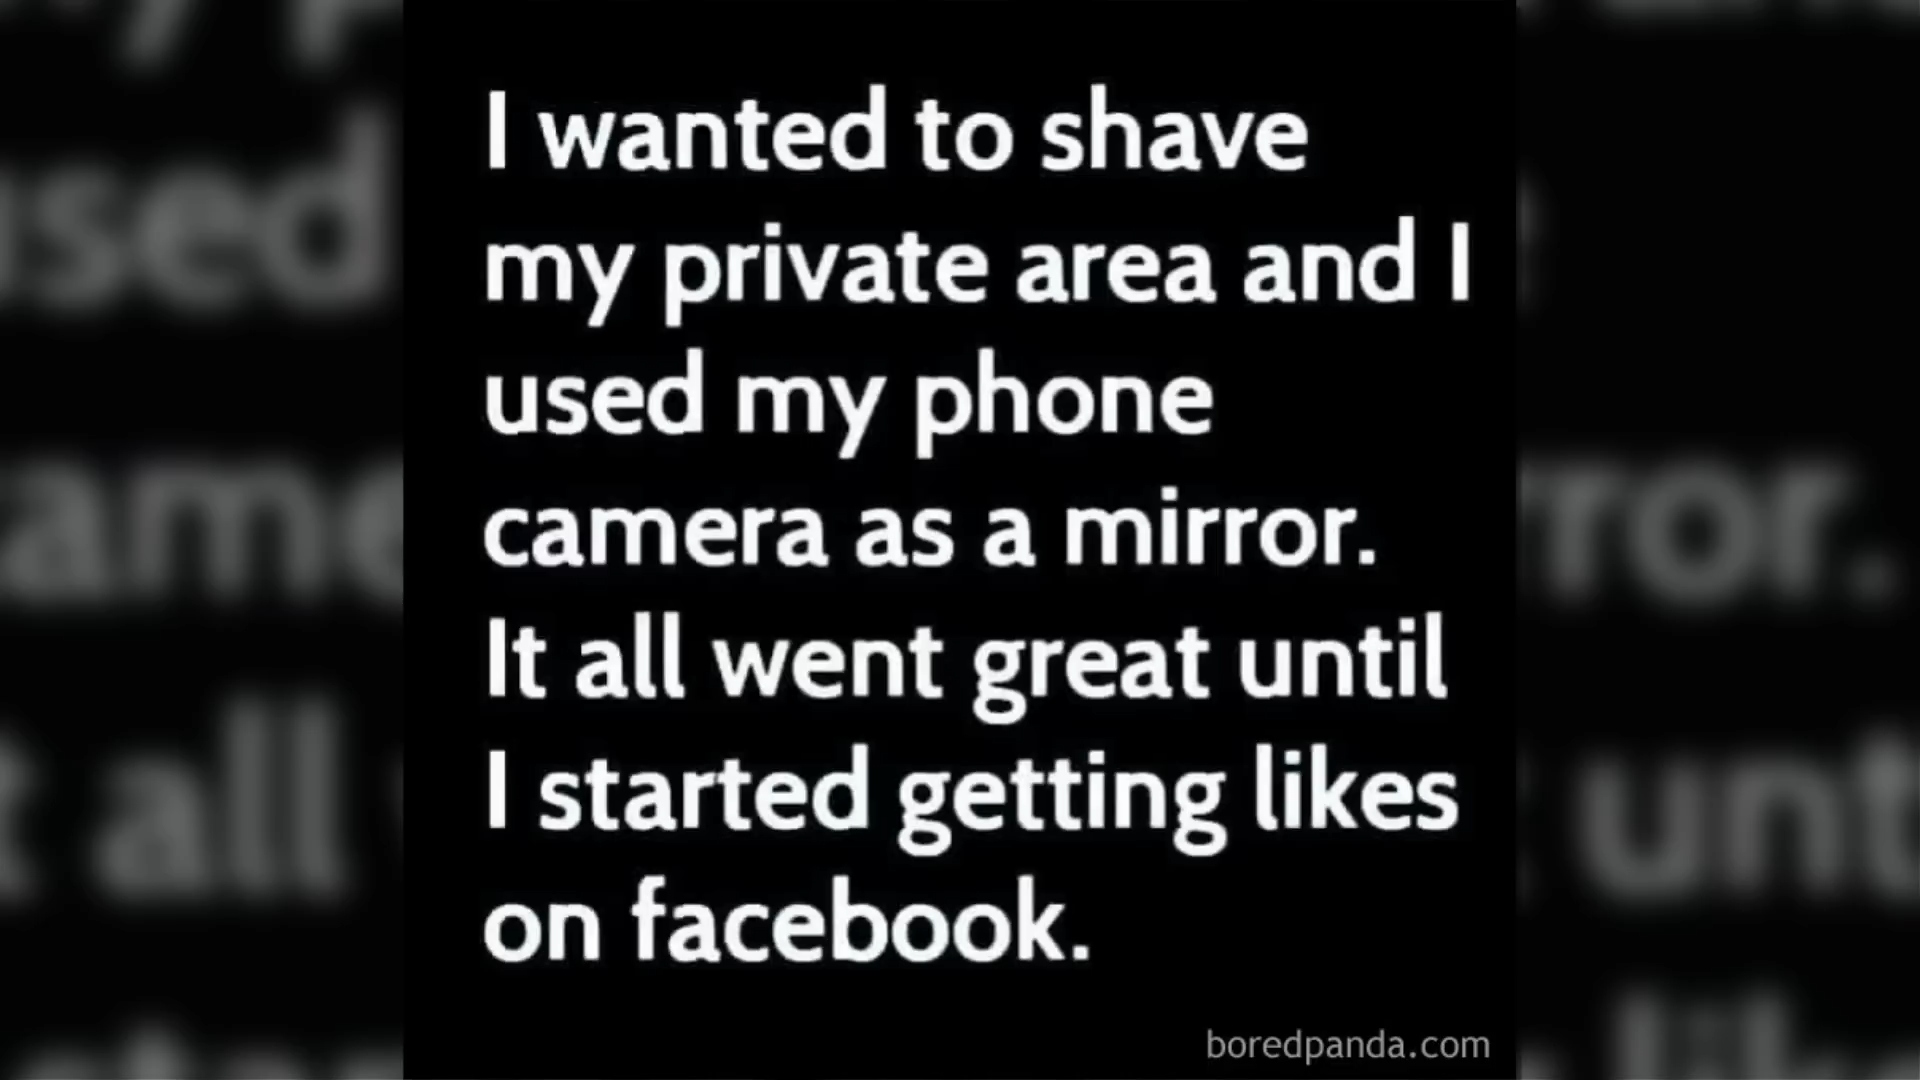 I wanted to shave
my private area and I
used my phone
camera as a mirror.
It all went great until
I started getting likes
on facebook.
boredpanda.com